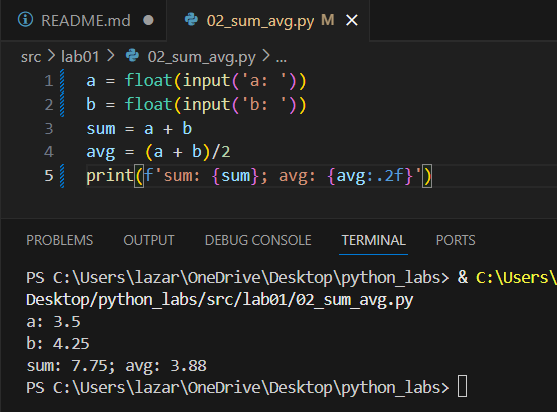 README.md
02_sum_avg.py M
src > lab01 > 02_sum_avg.py > ...
1 a = float(input('a: '))
2 b = float(input('b: '))
3 sum = a + b
4 avg = (a + b)/2
5 print(f'sum: {sum}; avg: {avg:.2f}')
PROBLEMS OUTPUT DEBUG CONSOLE TERMINAL PORTS
PS C:\Users\lazar\OneDrive\Desktop\python_labs> & C:\Users\
Desktop/python_labs/src/lab01/02_sum_avg.py
a: 3.5
b: 4.25
sum: 7.75; avg: 3.88
PS C:\Users\lazar\OneDrive\Desktop\python_labs>